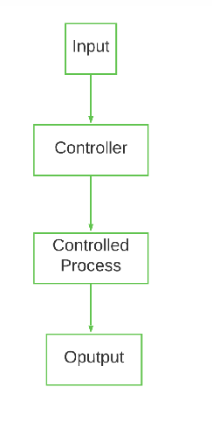 Input
Controller
Controlled
Process
Oputput